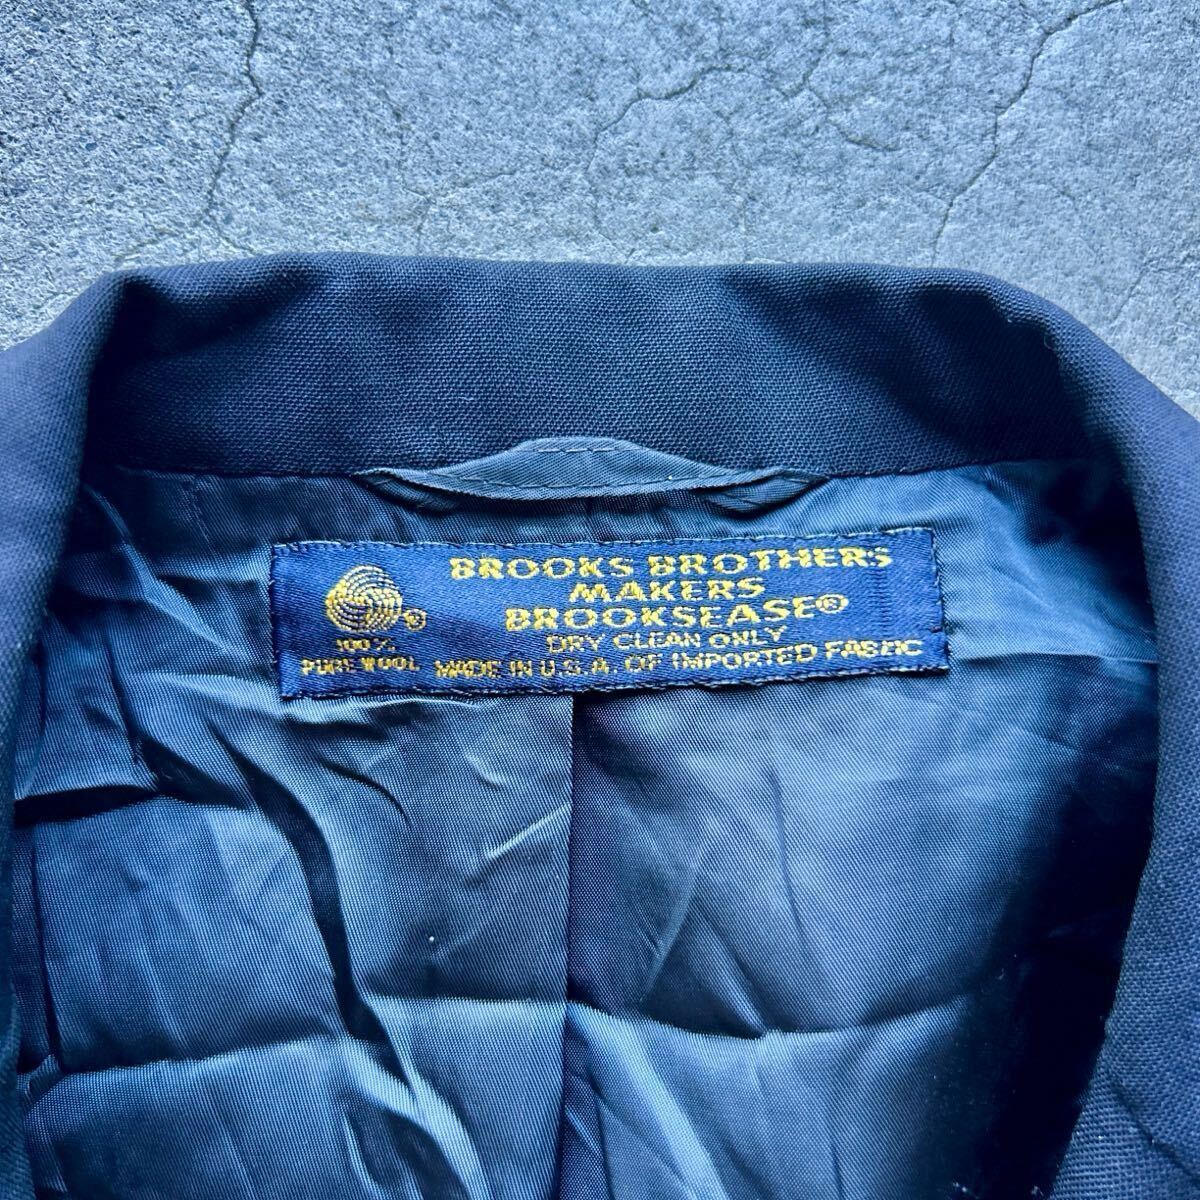 BROOKS BROTHERS
MAKERS
BROOKSEASE®
DRY CLEAN ONLY
MADE IN U.S.A. OF IMPORTED FABRIC
100%
PURE WOOL